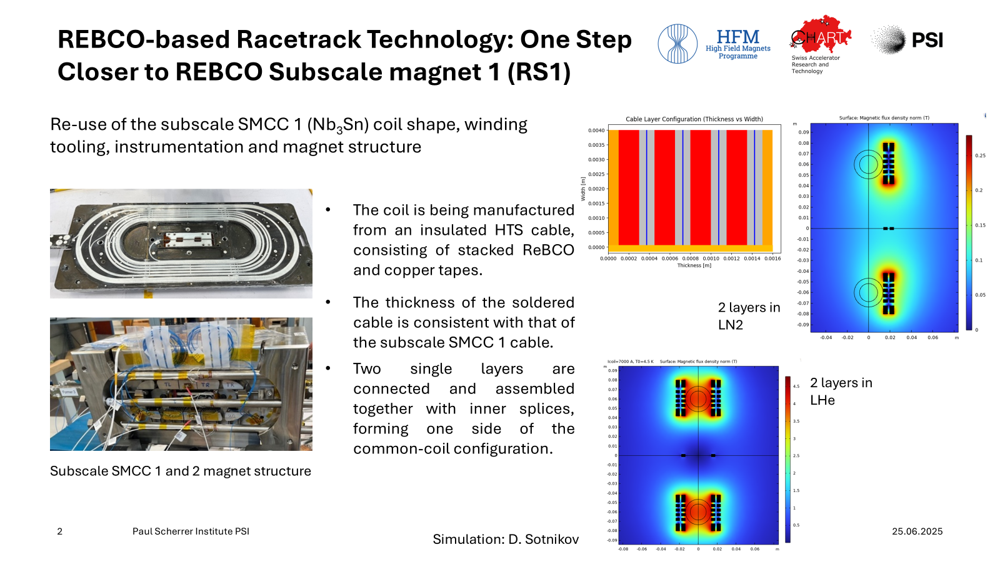 REBCO-based Racetrack Technology: One Step
Closer to REBCO Subscale magnet 1 (RS1)
HFM
High Field Magnets
Programme
CHART
Swiss Accelerator
Research and
Technology
PSI
Re-use of the subscale SMCC 1 (Nb₃Sn) coil shape, winding
tooling, instrumentation and magnet structure
• The coil is being manufactured
from an insulated HTS cable,
consisting of stacked ReBCO
and copper tapes.
• The thickness of the soldered
cable is consistent with that of
the subscale SMCC 1 cable.
• Two single layers are
connected and assembled
together with inner splices,
forming one side of the
common-coil configuration.
TL
TR
TR
Subscale SMCC 1 and 2 magnet structure
Cable Layer Configuration (Thickness vs Width)
Width [m]
0.0040
0.0035
0.0030
0.0025
0.0020
0.0015
0.0010
0.0005
0.0000
0.0000 0.0002 0.0004 0.0006 0.0008 0.0010 0.0012 0.0014 0.0016
Thickness [m]
Surface: Magnetic flux density norm (T)
m
0.09
0.08
0.07
0.06
0.05
0.04
0.03
0.02
0.01
0
-0.01
-0.02
-0.03
-0.04
-0.05
-0.06
-0.07
-0.08
-0.09
-0.04 -0.02 0 0.02 0.04 0.06 m
0.25
0.2
0.15
0.1
0.05
0
2 layers in
LN2
Icoil=7000 A, T0=4.5 K Surface: Magnetic flux density norm (T)
m
0.09
0.08
0.07
0.06
0.05
0.04
0.03
0.02
0.01
0
-0.01
-0.02
-0.03
-0.04
-0.05
-0.06
-0.07
-0.08
-0.09
-0.08 -0.06 -0.04 -0.02 0 0.02 0.04 0.06 m
4.5
4
3.5
3
2.5
2
1.5
1
0.5
2 layers in
LHe
2
Paul Scherrer Institute PSI
Simulation: D. Sotnikov
25.06.2025